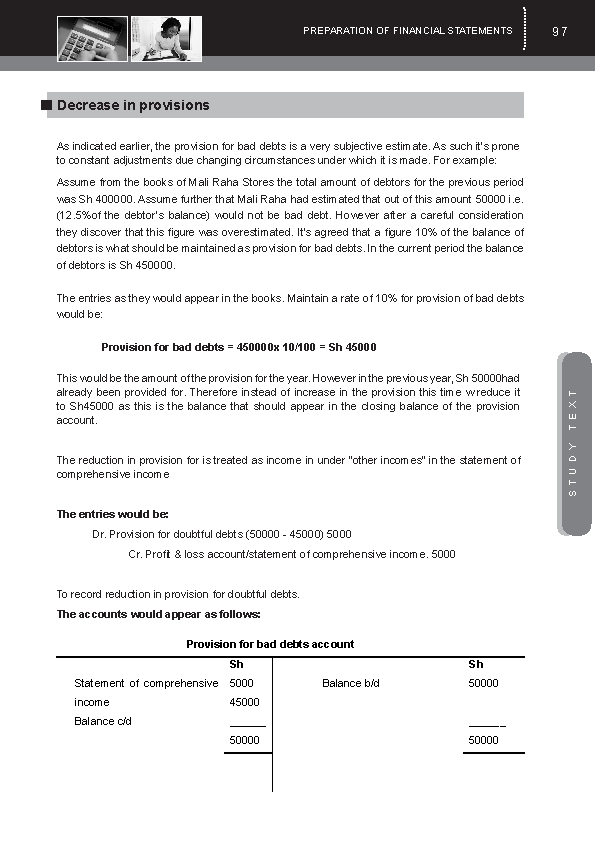 PREPARATION OF FINANCIAL STATEMENTS 97
Decrease in provisions
As indicated earlier, the provision for bad debts is a very subjective estimate. As such it's prone
to constant adjustments due changing circumstances under which it is made. For example:
Assume from the books of Mali Raha Stores the total amount of debtors for the previous period
was Sh 400000. Assume further that Mali Raha had estimated that out of this amount 50000 i.e.
(12.5%of the debtor's balance) would not be bad debt. However after a careful consideration
they discover that this figure was overestimated. It's agreed that a figure 10% of the balance of
debtors is what should be maintained as provision for bad debts. In the current period the balance
of debtors is Sh 450000.
The entries as they would appear in the books. Maintain a rate of 10% for provision of bad debts
would be:
Provision for bad debts = 450000x 10/100 = Sh 45000
This would be the amount of the provision for the year. However in the previous year, Sh 50000had
already been provided for. Therefore instead of increase in the provision this time w reduce it
to Sh45000 as this is the balance that should appear in the closing balance of the provision
account.
The reduction in provision for is treated as income in under "other incomes" in the statement of
comprehensive income
The entries would be:
Dr. Provision for doubtful debts (50000 - 45000) 5000
Cr. Profit & loss account/statement of comprehensive income. 5000
To record reduction in provision for doubtful debts.
The accounts would appear as follows:
Provision for bad debts account
Sh Sh
Statement of comprehensive 5000 Balance b/d 50000
income 45000
Balance c/d ______ ______
50000 50000
STUDY TEXT